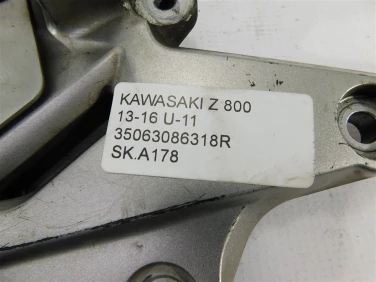 KAWASAKI Z 800
13-16 U-11
35063086318R
SK.A178